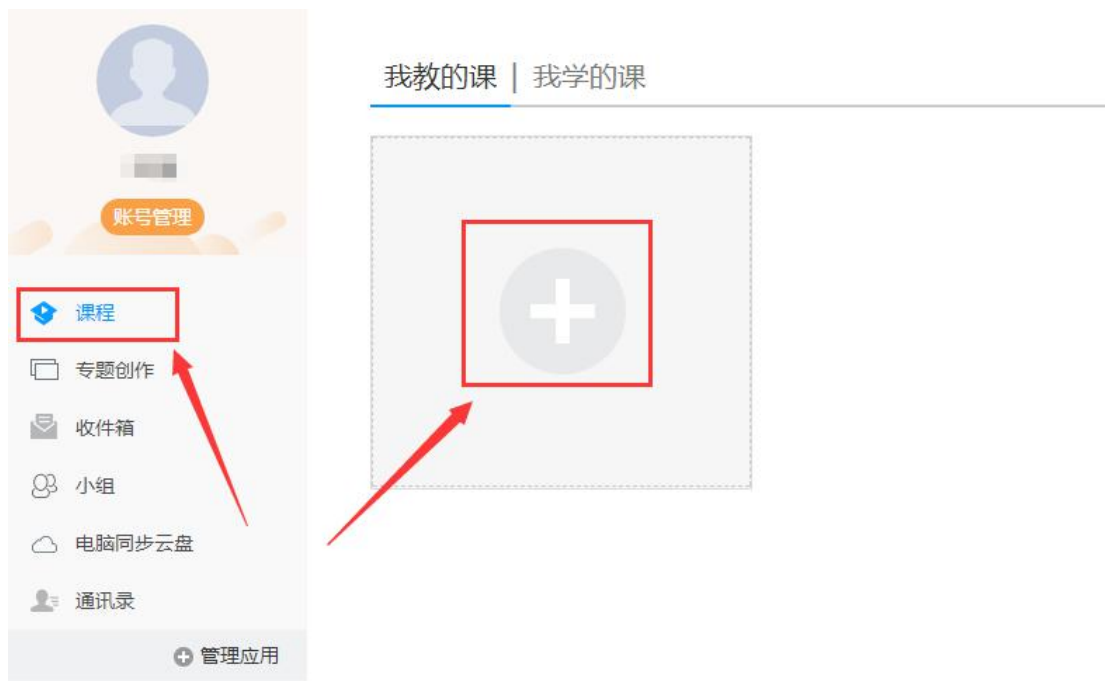 我教的课 | 我学的课
账号管理
课程
专题创作
收件箱
小组
电脑同步云盘
通讯录
管理应用